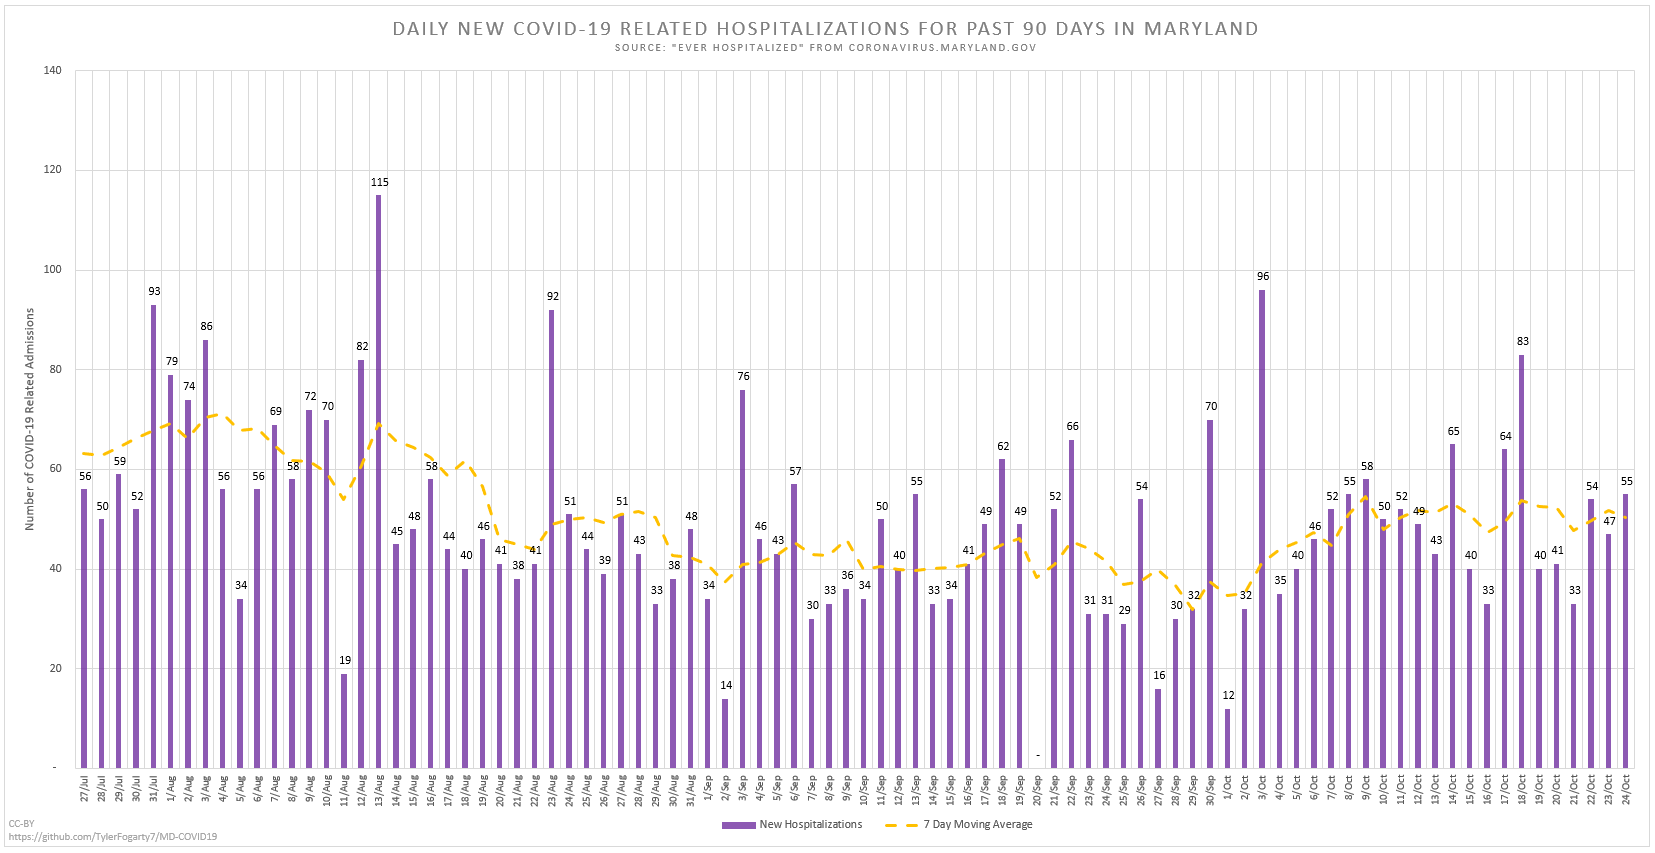 DAILY NEW COVID-19 RELATED HOSPITALIZATIONS FOR PAST 90 DAYS IN MARYLAND
SOURCE: "EVER HOSPITALIZED" FROM CORONAVIRUS.MARYLAND.GOV
Number of COVID-19 Related Admissions
140
120
100
80
60
40
20
-
56 50 59 52 93 79 74 86 56 34 56 69 58 72 70 19 82 115 45 48 58 44 40 46 41 38 41 92 51 44 39 51 43 33 38 48 34 14 76 46 43 57 30 33 36 34 50 40 55 33 34 41 49 62 49 - 52 66 31 31 29 54 16 30 32 70 12 32 96 35 40 46 52 55 58 50 52 49 43 65 40 33 64 83 40 41 33 54 47 55
27/Jul 28/Jul 29/Jul 30/Jul 31/Jul 1/Aug 2/Aug 3/Aug 4/Aug 5/Aug 6/Aug 7/Aug 8/Aug 9/Aug 10/Aug 11/Aug 12/Aug 13/Aug 14/Aug 15/Aug 16/Aug 17/Aug 18/Aug 19/Aug 20/Aug 21/Aug 22/Aug 23/Aug 24/Aug 25/Aug 26/Aug 27/Aug 28/Aug 29/Aug 30/Aug 31/Aug 1/Sep 2/Sep 3/Sep 4/Sep 5/Sep 6/Sep 7/Sep 8/Sep 9/Sep 10/Sep 11/Sep 12/Sep 13/Sep 14/Sep 15/Sep 16/Sep 17/Sep 18/Sep 19/Sep 20/Sep 21/Sep 22/Sep 23/Sep 24/Sep 25/Sep 26/Sep 27/Sep 28/Sep 29/Sep 30/Sep 1/Oct 2/Oct 3/Oct 4/Oct 5/Oct 6/Oct 7/Oct 8/Oct 9/Oct 10/Oct 11/Oct 12/Oct 13/Oct 14/Oct 15/Oct 16/Oct 17/Oct 18/Oct 19/Oct 20/Oct 21/Oct 22/Oct 23/Oct 24/Oct
New Hospitalizations 7 Day Moving Average
CC-BY
https://github.com/TylerFogarty7/MD-COVID19